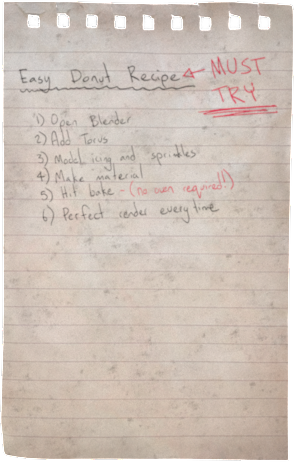 Easy Donut Recipe ← MUST
TRY
1) Open Blender
2) Add Torus
3) Model icing and sprinkles
4) Make material
5) Hit bake - (no oven required!!)
6) Perfect render every time